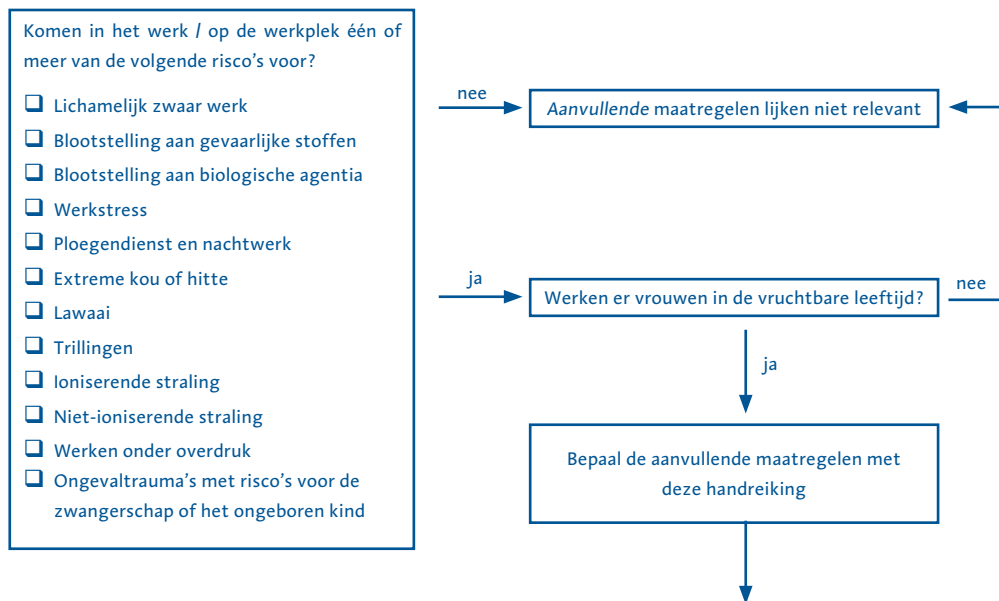 Komen in het werk / op de werkplek één of
meer van de volgende risico's voor?
❑ Lichamelijk zwaar werk
❑ Blootstelling aan gevaarlijke stoffen
❑ Blootstelling aan biologische agentia
❑ Werkstress
❑ Ploegendienst en nachtwerk
❑ Extreme kou of hitte
❑ Lawaai
❑ Trillingen
❑ Ioniserende straling
❑ Niet-ioniserende straling
❑ Werken onder overdruk
❑ Ongevaltrauma's met risico's voor de
zwangerschap of het ongeboren kind
nee
Aanvullende maatregelen lijken niet relevant
ja
Werken er vrouwen in de vruchtbare leeftijd?
nee
ja
Bepaal de aanvullende maatregelen met
deze handreiking